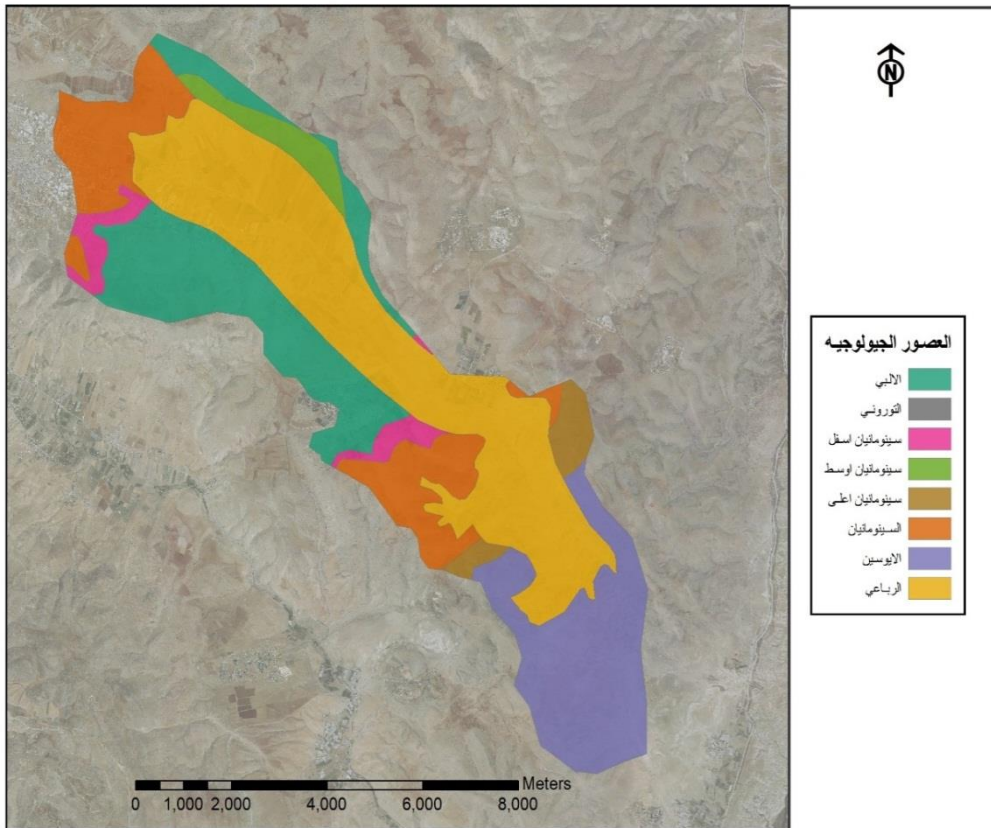 N
العصور الجيولوجيه
الالبي
التوروني
سينومانيان اسفل
سينومانيان اوسط
سينومانيان اعلى
السينومانيان
الايوسين
الرباعي
Meters
0 1,000 2,000 4,000 6,000 8,000